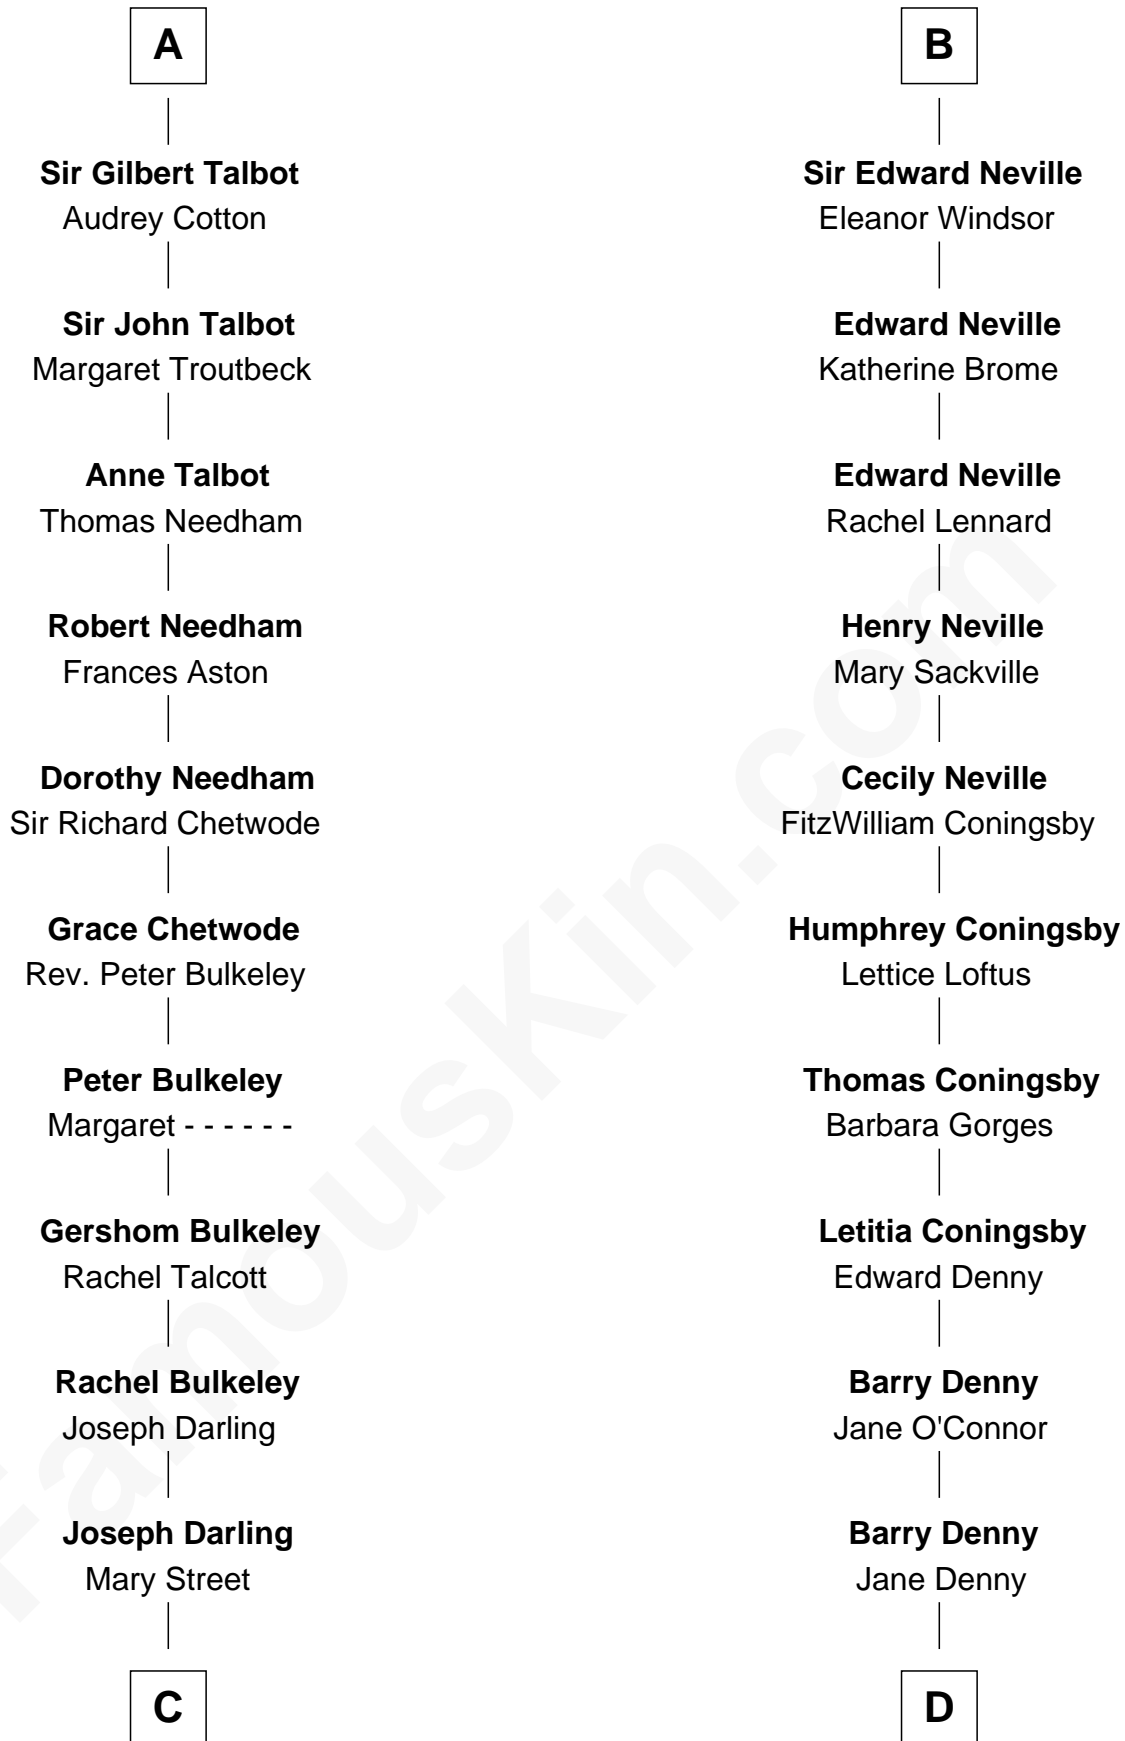 A
Sir Gilbert Talbot
Audrey Cotton
Sir John Talbot
Margaret Troutbeck
Anne Talbot
Thomas Needham
Robert Needham
Frances Aston
Dorothy Needham
Sir Richard Chetwode
Grace Chetwode
Rev. Peter Bulkeley
Peter Bulkeley
Margaret - - - - - -
Gershom Bulkeley
Rachel Talcott
Rachel Bulkeley
Joseph Darling
Joseph Darling
Mary Street
C
B
Sir Edward Neville
Eleanor Windsor
Edward Neville
Katherine Brome
Edward Neville
Rachel Lennard
Henry Neville
Mary Sackville
Cecily Neville
FitzWilliam Coningsby
Humphrey Coningsby
Lettice Loftus
Thomas Coningsby
Barbara Gorges
Letitia Coningsby
Edward Denny
Barry Denny
Jane O'Connor
Barry Denny
Jane Denny
D
FamousKin.com